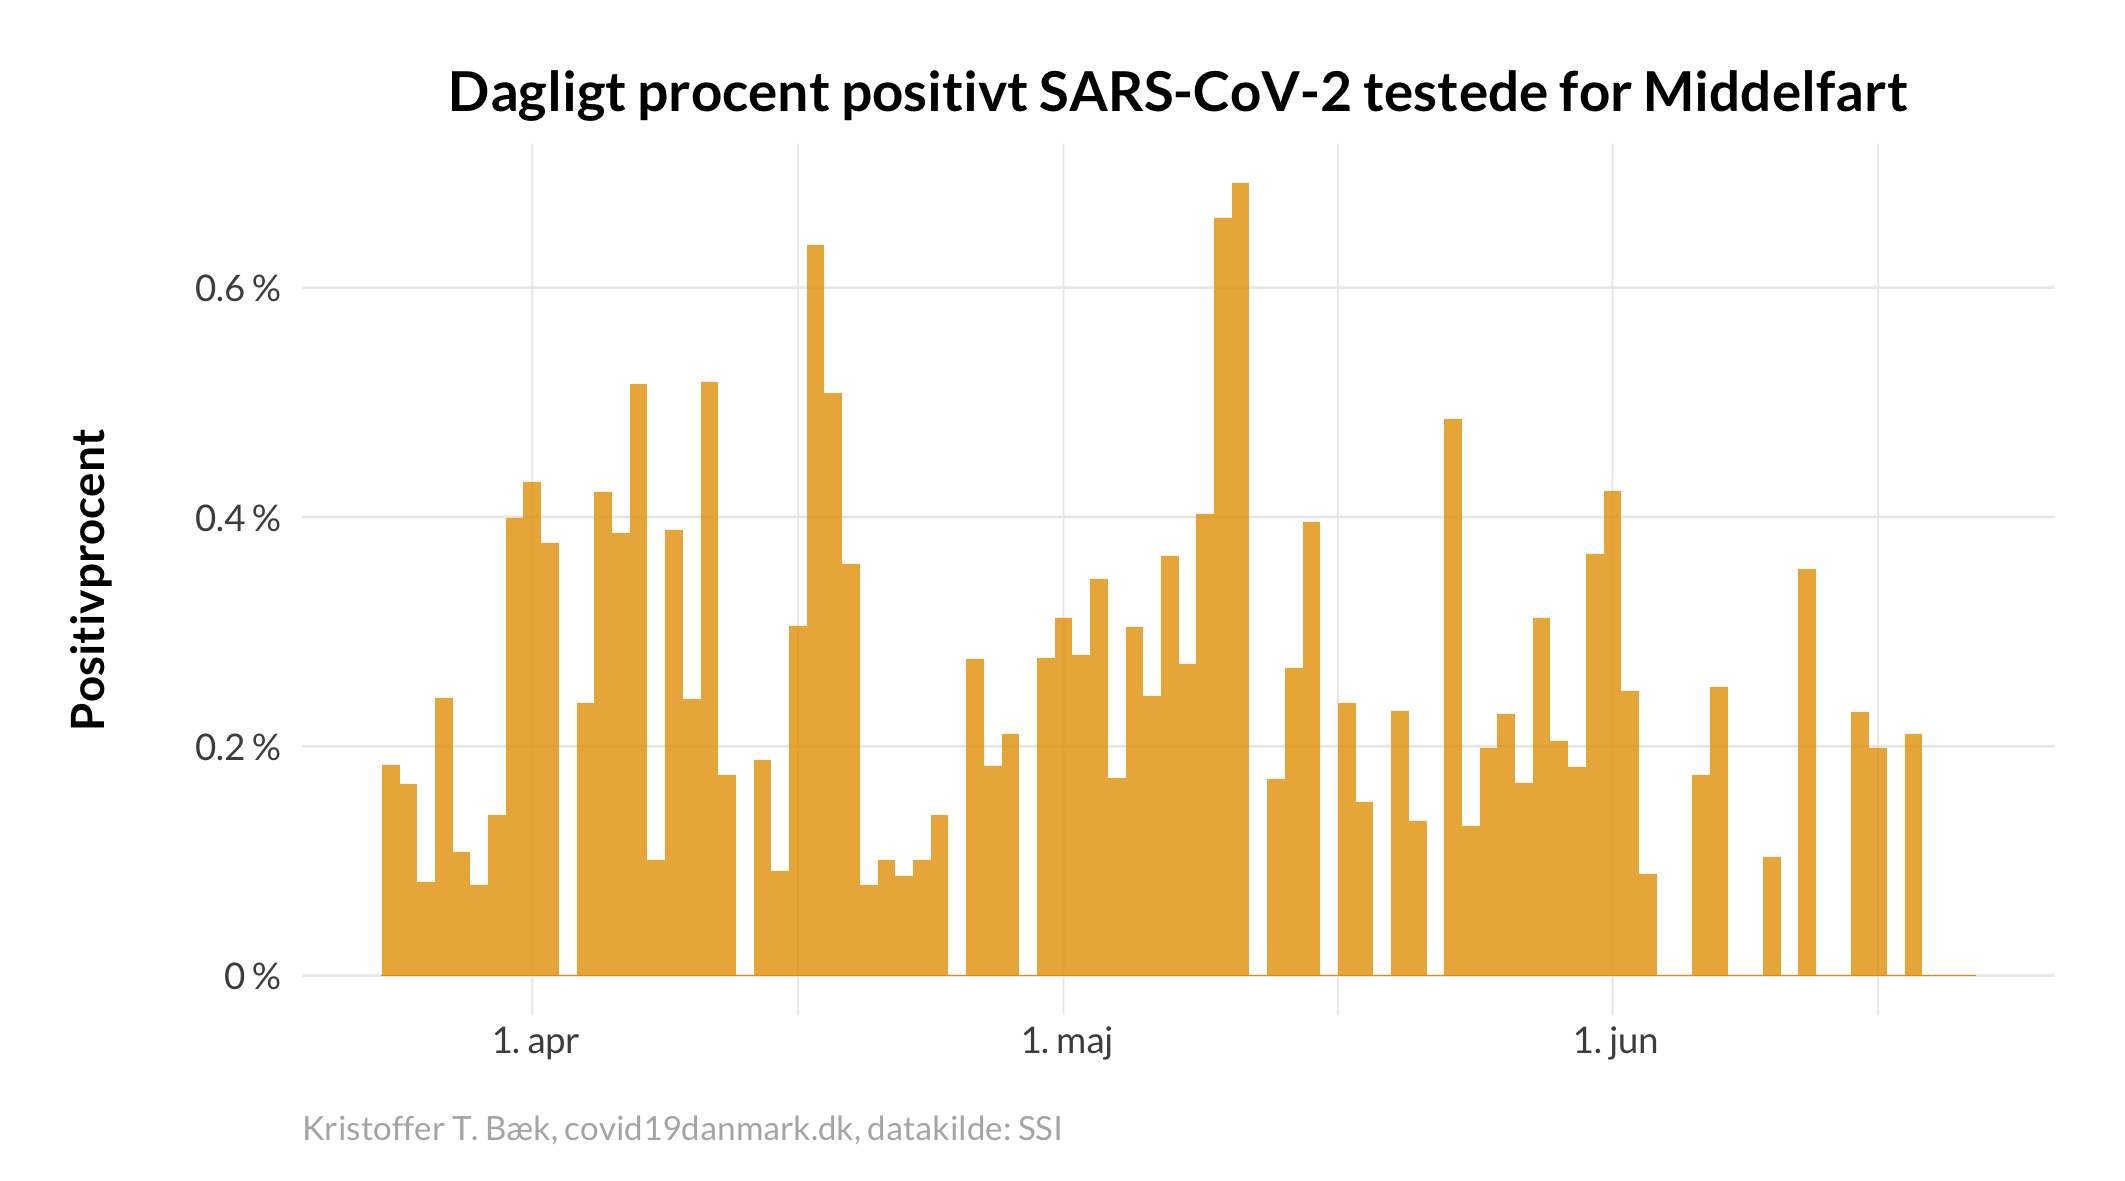 Dagligt procent positivt SARS-CoV-2 testede for Middelfart
Positivprocent
0.6 %
0.4 %
0.2 %
0 %
1. apr
1. maj
1. jun
Kristoffer T. Bæk, covid19danmark.dk, datakilde: SSI